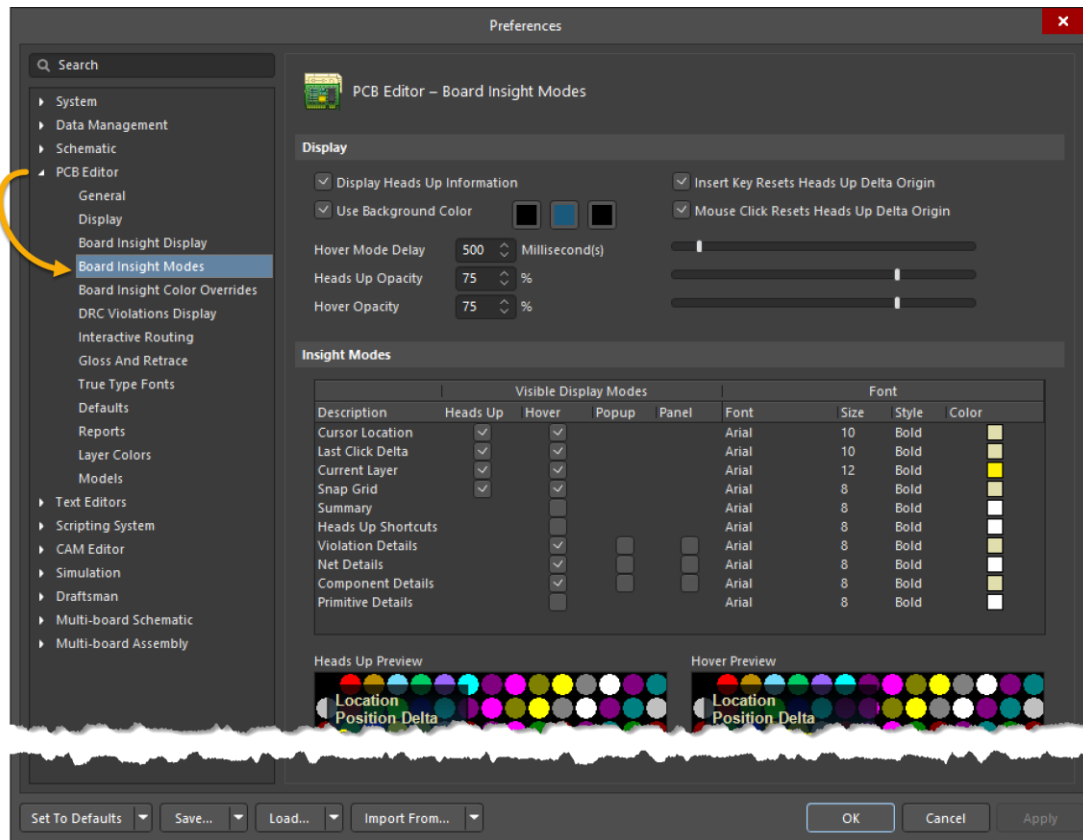 Preferences
Search
System
Data Management
Schematic
PCB Editor
General
Display
Board Insight Display
Board Insight Modes
Board Insight Color Overrides
DRC Violations Display
Interactive Routing
Gloss And Retrace
True Type Fonts
Defaults
Reports
Layer Colors
Models
Text Editors
Scripting System
CAM Editor
Simulation
Draftsman
Multi-board Schematic
Multi-board Assembly
PCB Editor – Board Insight Modes
Display
Display Heads Up Information
Insert Key Resets Heads Up Delta Origin
Use Background Color
Mouse Click Resets Heads Up Delta Origin
Hover Mode Delay 500 Millisecond(s)
Heads Up Opacity 75 %
Hover Opacity 75 %
Insight Modes
Visible Display Modes Font
Description Heads Up Hover Popup Panel Font Size Style Color
Cursor Location Arial 10 Bold
Last Click Delta Arial 10 Bold
Current Layer Arial 12 Bold
Snap Grid Arial 8 Bold
Summary Arial 8 Bold
Heads Up Shortcuts Arial 8 Bold
Violation Details Arial 8 Bold
Net Details Arial 8 Bold
Component Details Arial 8 Bold
Primitive Details Arial 8 Bold
Heads Up Preview
Location
Position Delta
Hover Preview
Location
Position Delta
Set To Defaults Save... Load... Import From... OK Cancel Apply